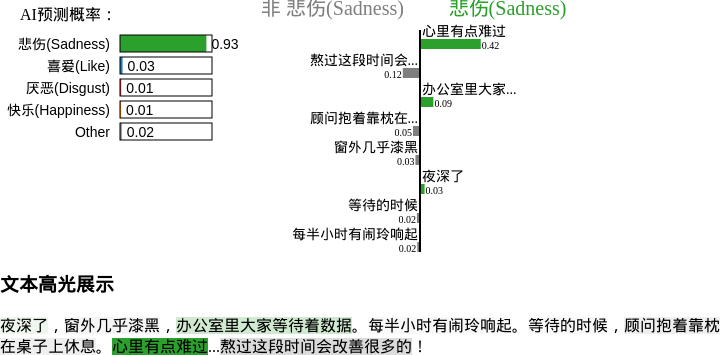 AI预测概率：
悲伤(Sadness) 0.93
喜爱(Like) 0.03
厌恶(Disgust) 0.01
快乐(Happiness) 0.01
Other 0.02
非 悲伤(Sadness) 悲伤(Sadness)
心里有点难过
0.42
熬过这段时间会...
0.12
办公室里大家...
0.09
顾问抱着靠枕在...
0.05
窗外几乎漆黑
0.03
夜深了
0.03
等待的时候
0.02
每半小时有闹玲响起
0.02
文本高光展示
夜深了，窗外几乎漆黑，办公室里大家等待着数据。每半小时有闹玲响起。等待的时候，顾问抱着靠枕
在桌子上休息。心里有点难过...熬过这段时间会改善很多的！